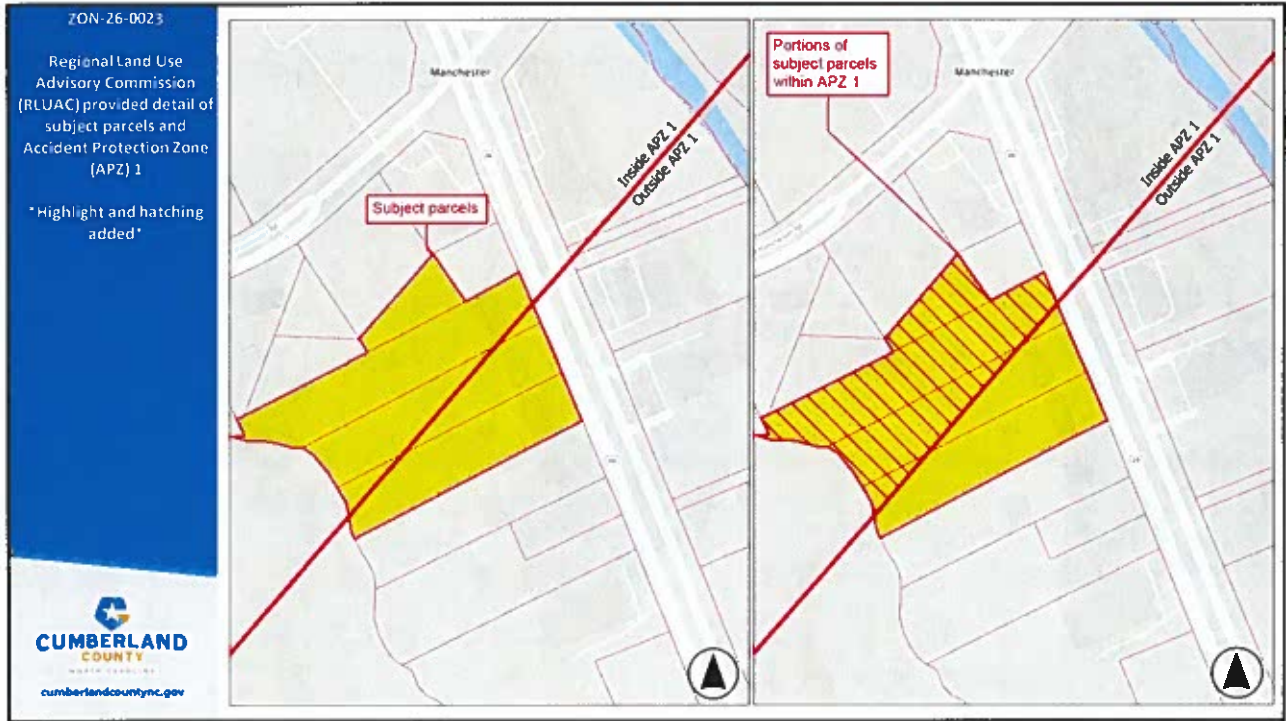 ZON-26-0023
Regional Land Use
Advisory Commission
(RLUAC) provided detail of
subject parcels and
Accident Protection Zone
(APZ) 1
*Highlight and hatching
added*
CUMBERLAND
COUNTY
NORTH CAROLINA
cumberlandcountync.gov
Manchester
Inside APZ 1
Outside APZ 1
Subject parcels
Portions of
subject parcels
within APZ 1
Manchester
Inside APZ 1
Outside APZ 1